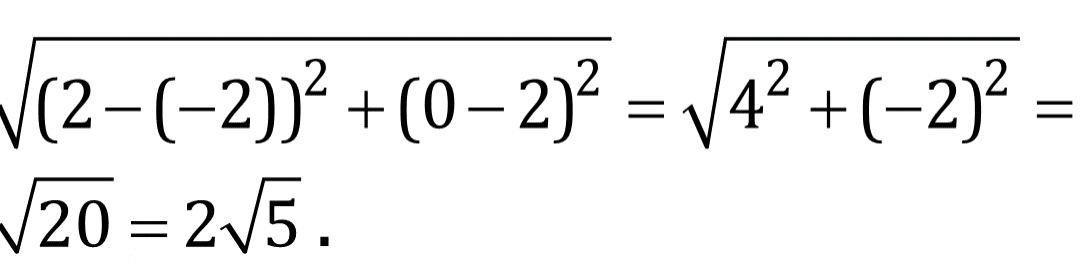 √((2−(−2))² + (0−2)²) = √(4² + (−2)²) =
√20 = 2√5 .